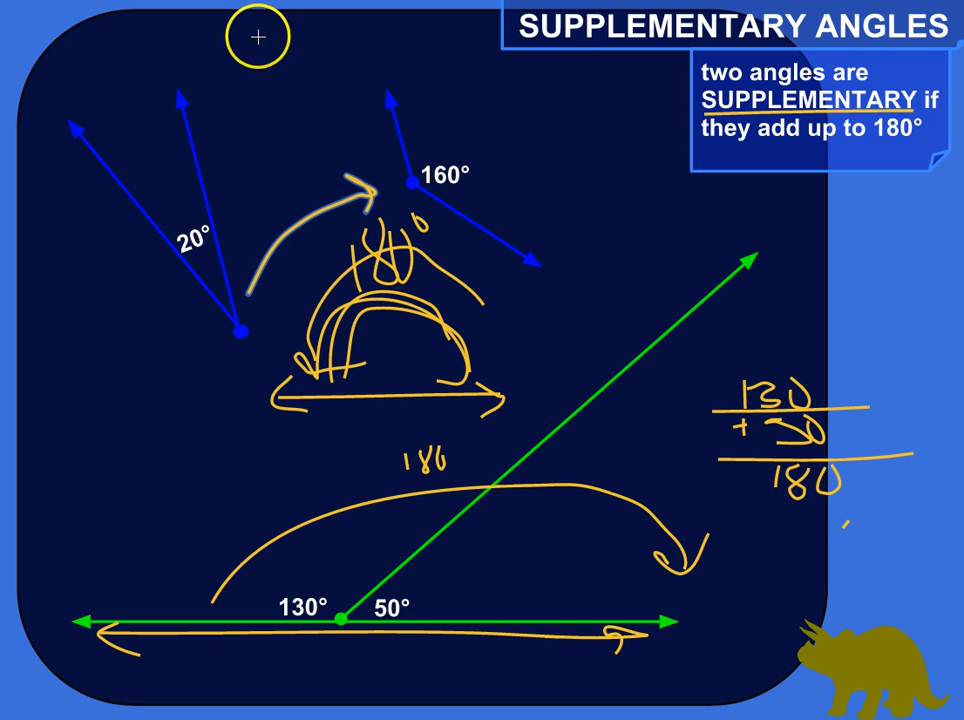 SUPPLEMENTARY ANGLES
two angles are
SUPPLEMENTARY if
they add up to 180°
160°
20°
180°
130
+ 50
180
180
130° 50°